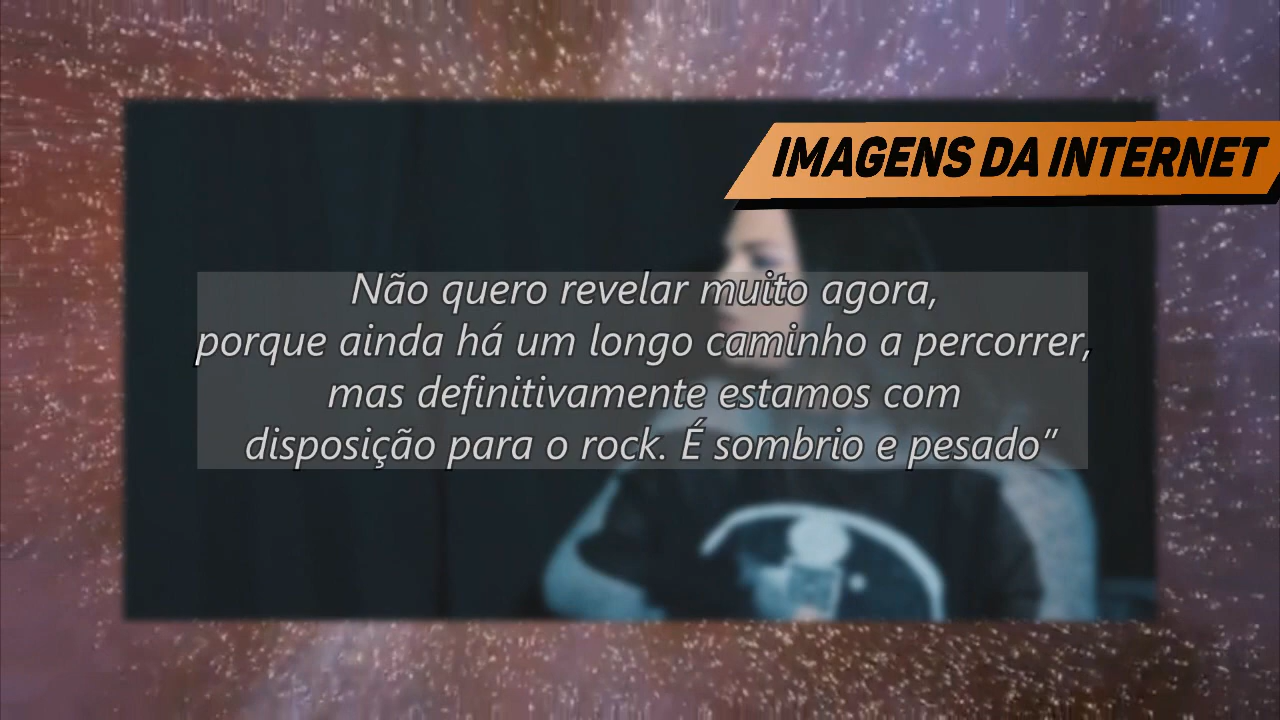 IMAGENS DA INTERNET
Não quero revelar muito agora,
porque ainda há um longo caminho a percorrer,
mas definitivamente estamos com
disposição para o rock. É sombrio e pesado”